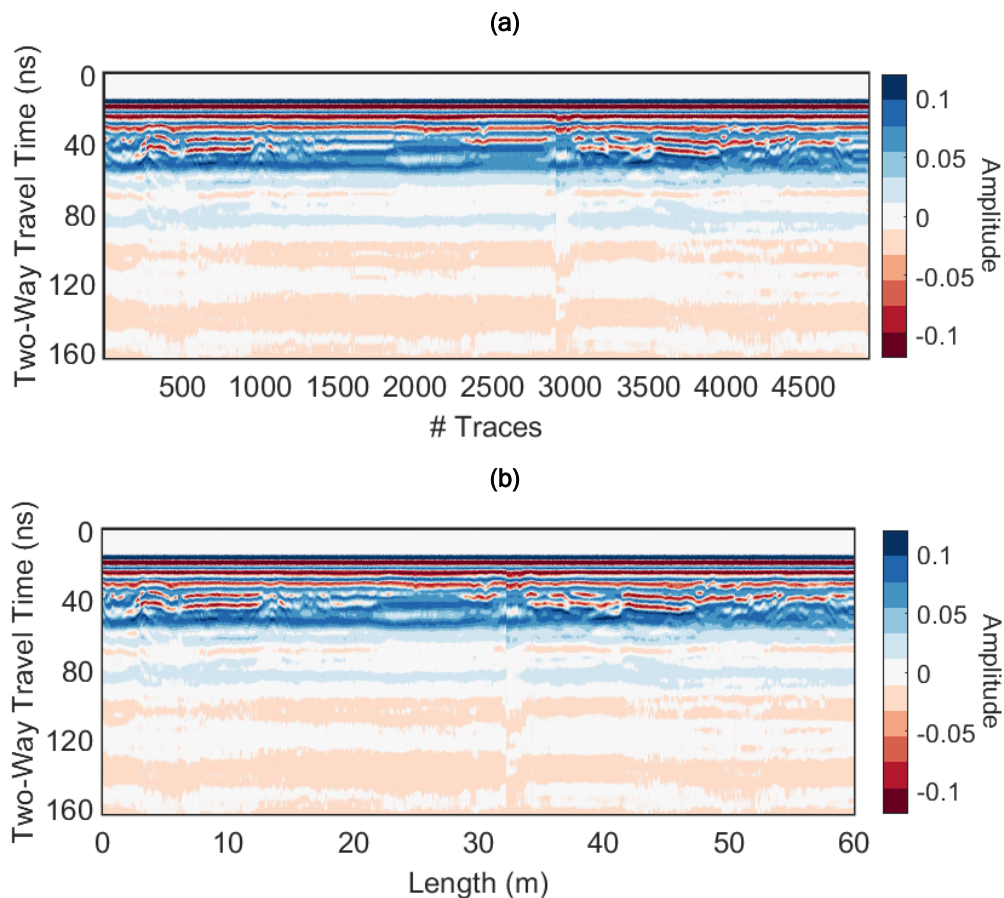 (a)
Two-Way Travel Time (ns)
0
40
80
120
160
500 1000 1500 2000 2500 3000 3500 4000 4500
# Traces
0.1
0.05
0
-0.05
-0.1
Amplitude
(b)
Two-Way Travel Time (ns)
0
40
80
120
160
0 10 20 30 40 50 60
Length (m)
0.1
0.05
0
-0.05
-0.1
Amplitude